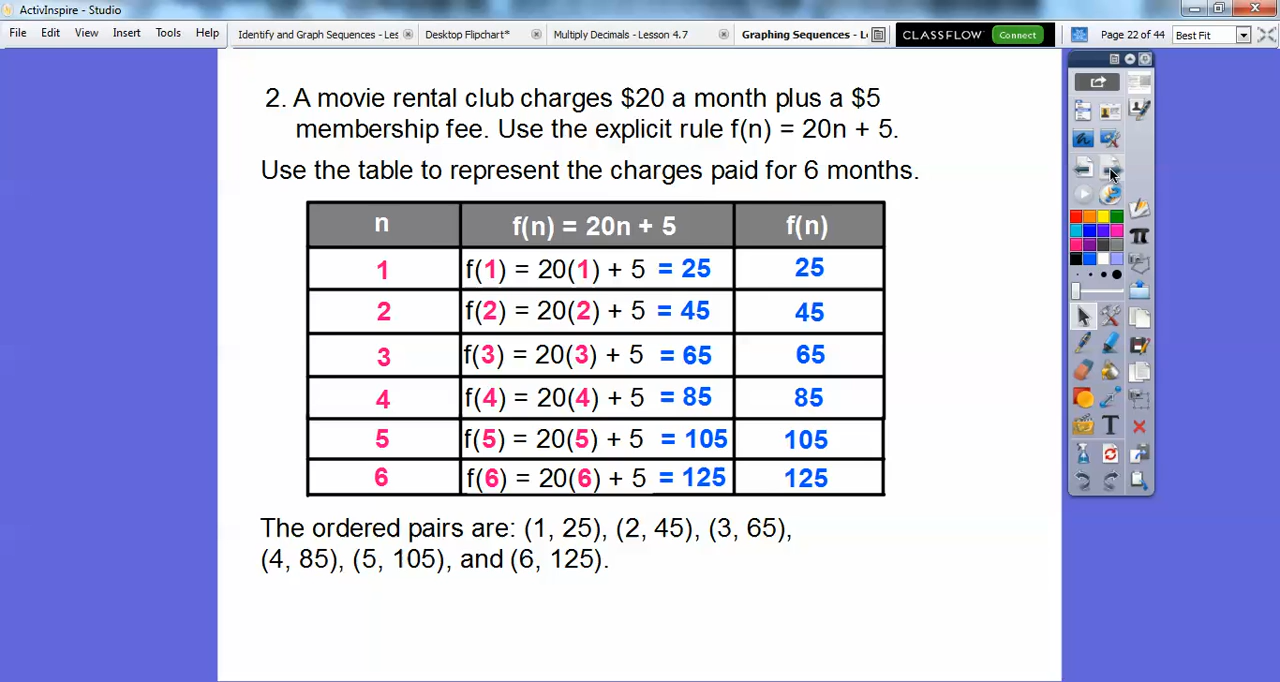 ActivInspire - Studio
File Edit View Insert Tools Help
Identify and Graph Sequences - Les
Desktop Flipchart*
Multiply Decimals - Lesson 4.7
Graphing Sequences - L
CLASSFLOW Connect
Page 22 of 44
Best Fit
2. A movie rental club charges $20 a month plus a $5
membership fee. Use the explicit rule f(n) = 20n + 5.
Use the table to represent the charges paid for 6 months.
n f(n) = 20n + 5 f(n)
1 f(1) = 20(1) + 5 = 25 25
2 f(2) = 20(2) + 5 = 45 45
3 f(3) = 20(3) + 5 = 65 65
4 f(4) = 20(4) + 5 = 85 85
5 f(5) = 20(5) + 5 = 105 105
6 f(6) = 20(6) + 5 = 125 125
The ordered pairs are: (1, 25), (2, 45), (3, 65),
(4, 85), (5, 105), and (6, 125).